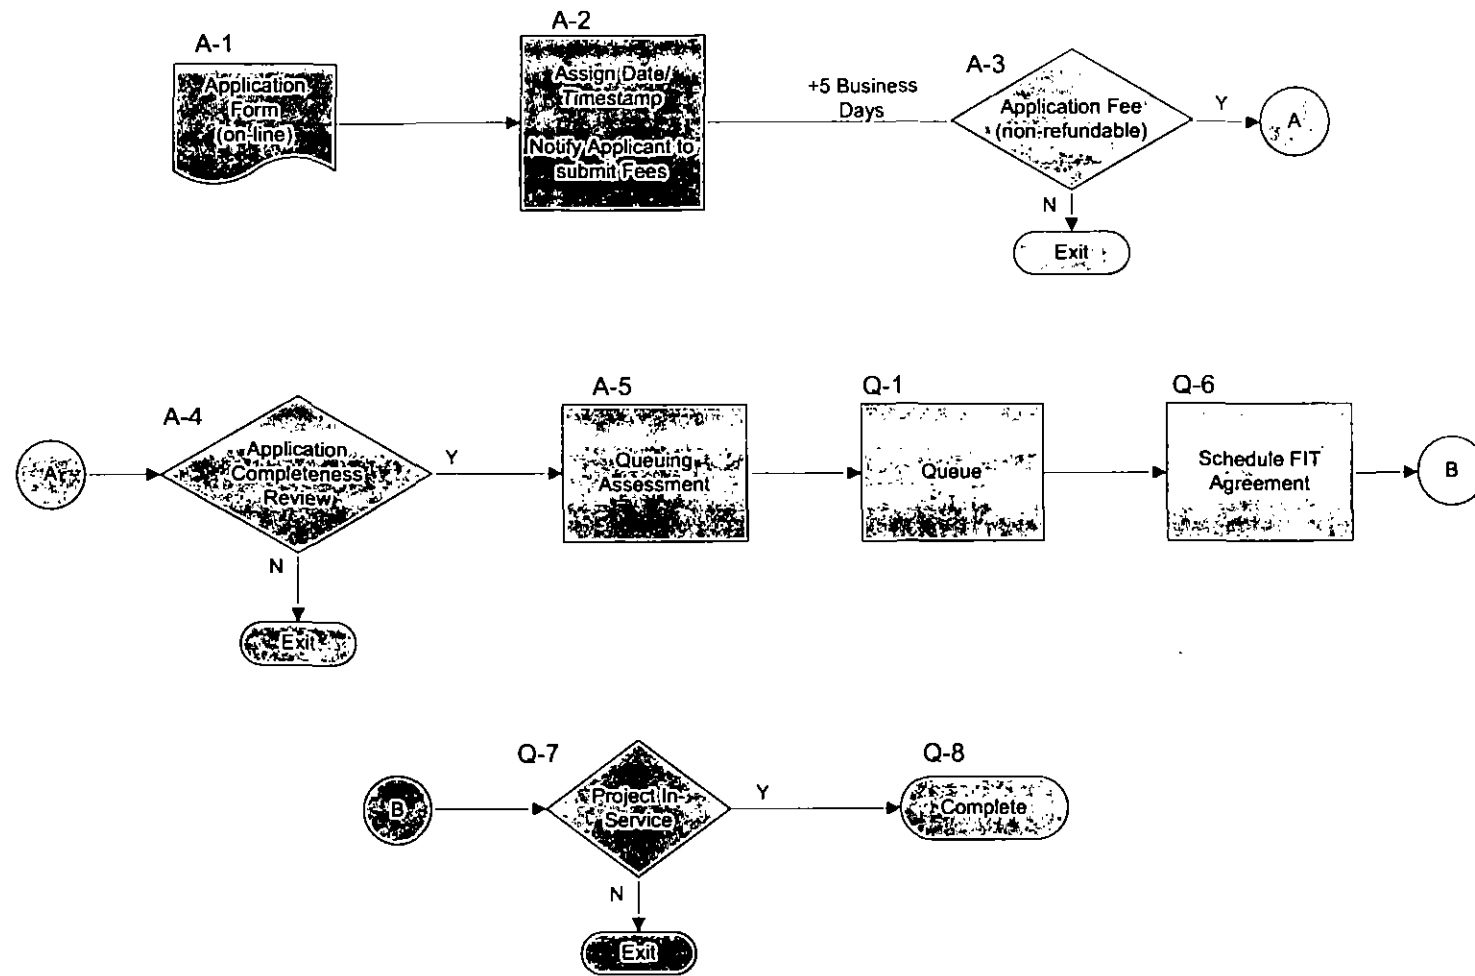 A-1
Application
Form
(on-line)
A-2
Assign Date/
Timestamp
Notify Applicant to
submit Fees
+5 Business
Days
A-3
Application Fee
(non-refundable)
Y
A
N
Exit
A
A-4
Application
Completeness
Review
Y
N
Exit
A-5
Queuing
Assessment
Q-1
Queue
Q-6
Schedule FIT
Agreement
B
B
Q-7
Project In-
Service
Y
N
Exit
Q-8
Complete